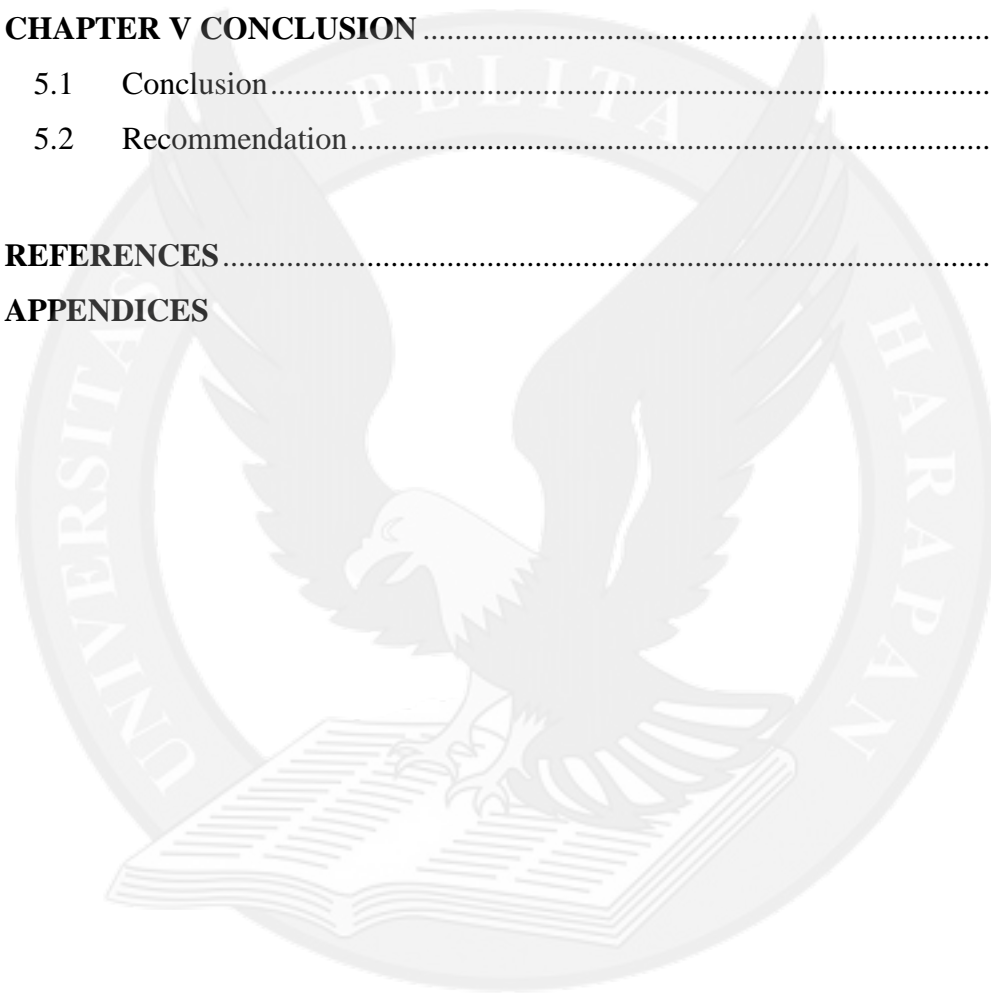 CHAPTER V CONCLUSION........................................................................
5.1 Conclusion........................................................................................
5.2 Recommendation................................................................................
REFERENCES................................................................................................
APPENDICES
UNIVERSITAS PELITA HARAPAN